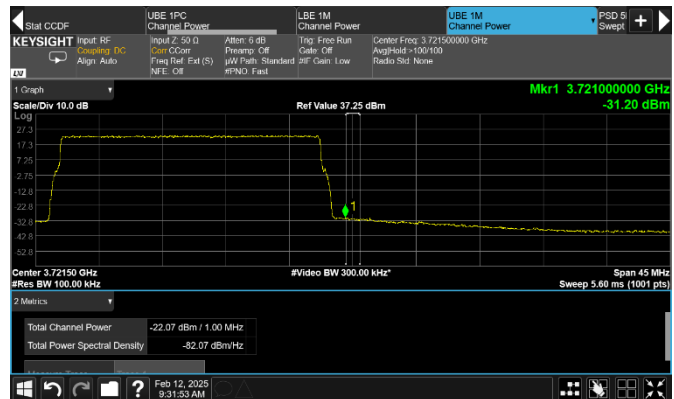 Stat CCDF
UBE 1PC
Channel Power
LBE 1M
Channel Power
UBE 1M
Channel Power
PSD 5
Swept
KEYSIGHT
Input: RF
Coupling: DC
Align: Auto
Input Z: 50 Ω
Corr CCorr
Freq Ref: Ext (S)
NFE: Off
Atten: 6 dB
Preamp: Off
µW Path: Standard
#PNO: Fast
Trig: Free Run
Gate: Off
#IF Gain: Low
Center Freq: 3.721500000 GHz
Avg|Hold:>100/100
Radio Std: None
LXI
1 Graph
Mkr1 3.721000000 GHz
Scale/Div 10.0 dB
Ref Value 37.25 dBm
-31.20 dBm
Log
27.3
17.3
7.25
-2.75
-12.8
-22.8
-32.8
-42.8
-52.8
1
Center 3.72150 GHz
#Video BW 300.00 kHz*
Span 45 MHz
#Res BW 100.00 kHz
Sweep 5.60 ms (1001 pts)
2 Metrics
Total Channel Power -22.07 dBm / 1.00 MHz
Total Power Spectral Density -82.07 dBm/Hz
?
Feb 12, 2025
9:31:53 AM